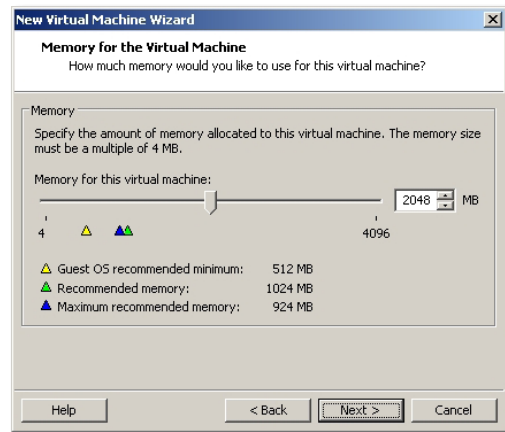 New Virtual Machine Wizard
Memory for the Virtual Machine
How much memory would you like to use for this virtual machine?
Memory
Specify the amount of memory allocated to this virtual machine. The memory size
must be a multiple of 4 MB.
Memory for this virtual machine:
2048 MB
4 4096
Guest OS recommended minimum: 512 MB
Recommended memory: 1024 MB
Maximum recommended memory: 924 MB
Help < Back Next > Cancel